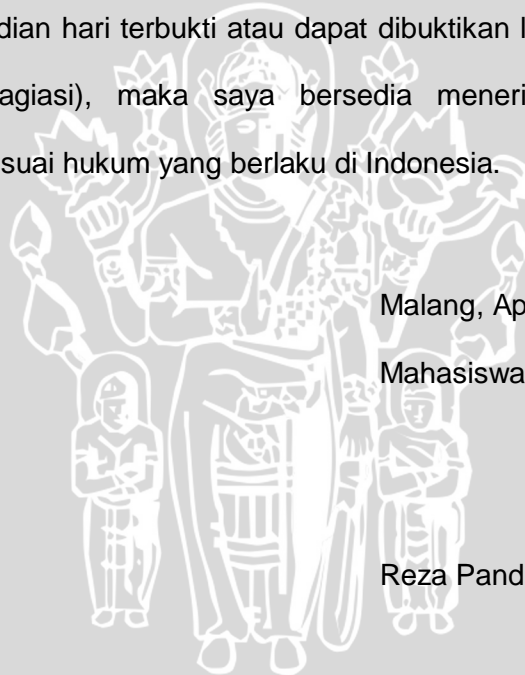 dian hari terbukti atau dapat dibuktikan l
agiasi), maka saya bersedia meneri
suai hukum yang berlaku di Indonesia.
Malang, Ap
Mahasiswa
Reza Pand